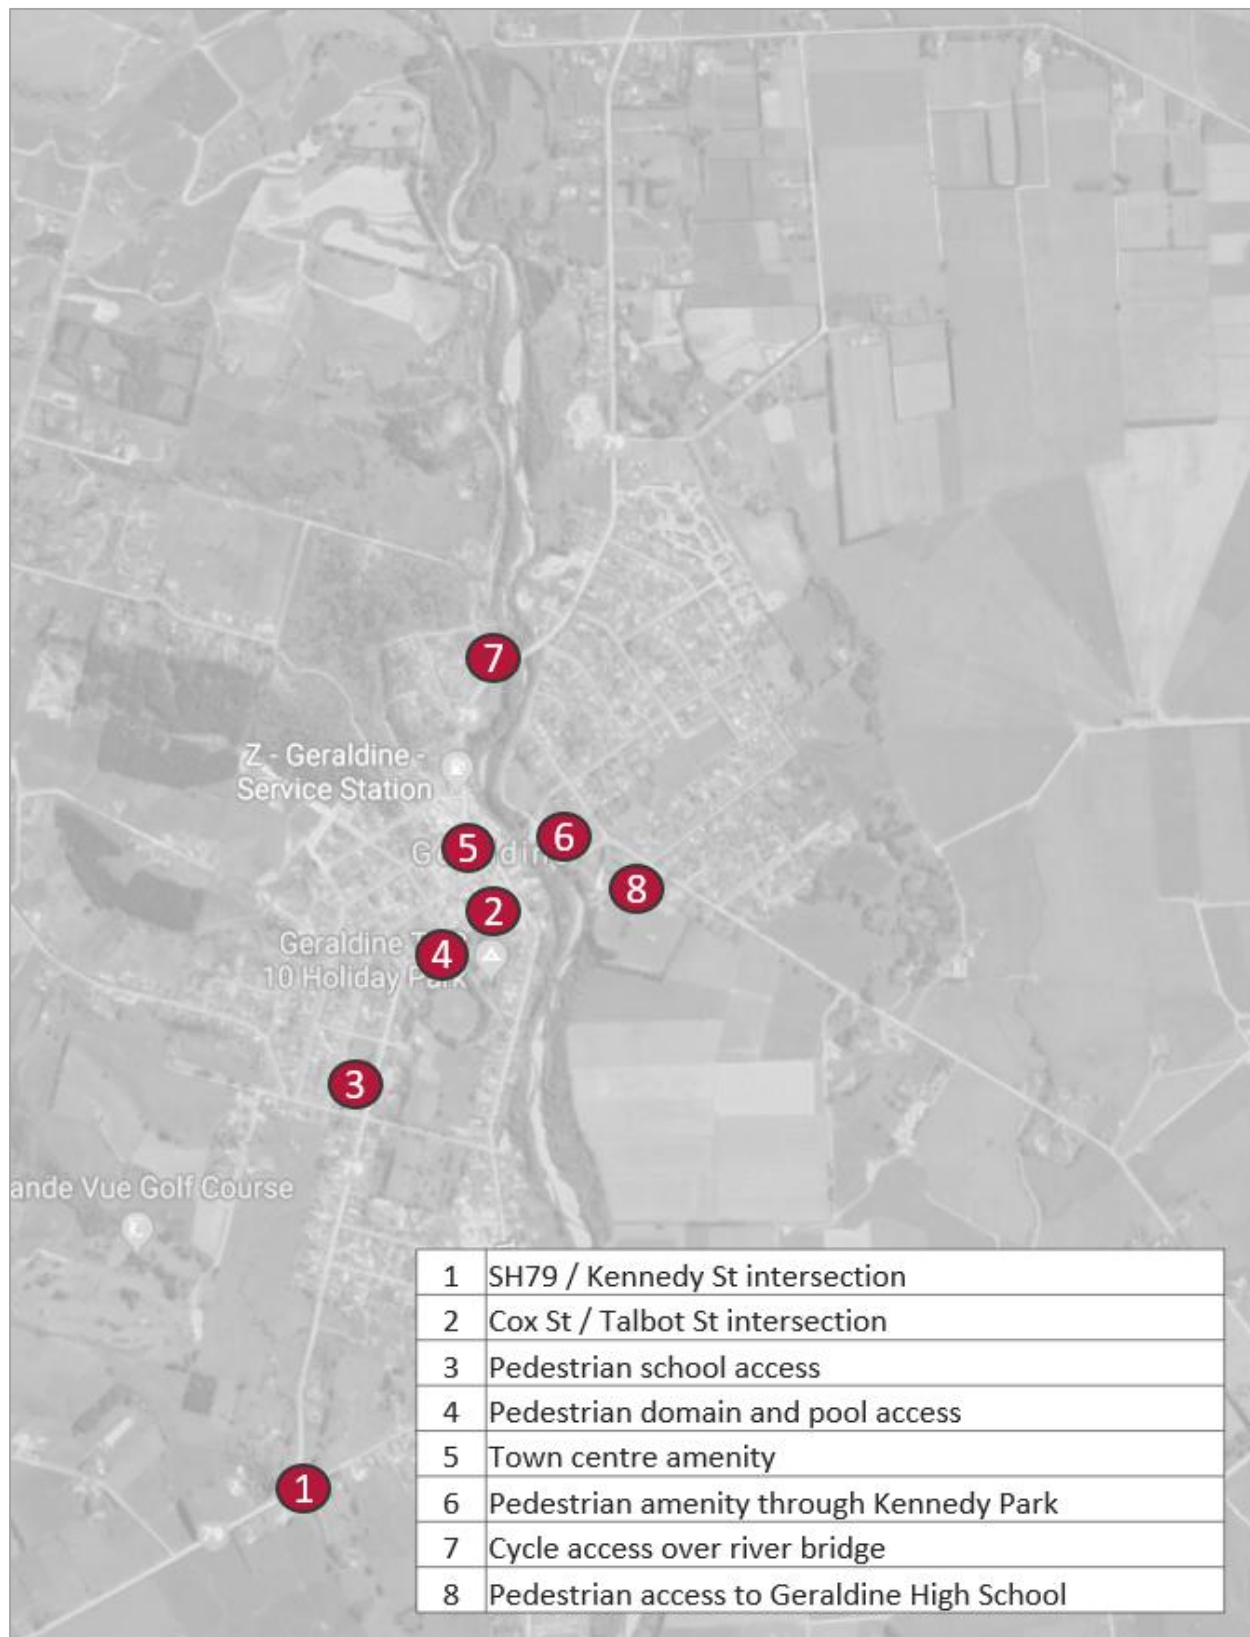 7
Z - Geraldine -
Service Station
6
5
8
2
Geraldine
10 Holiday Park
4
3
ande Vue Golf Course
1
1 SH79 / Kennedy St intersection
2 Cox St / Talbot St intersection
3 Pedestrian school access
4 Pedestrian domain and pool access
5 Town centre amenity
6 Pedestrian amenity through Kennedy Park
7 Cycle access over river bridge
8 Pedestrian access to Geraldine High School